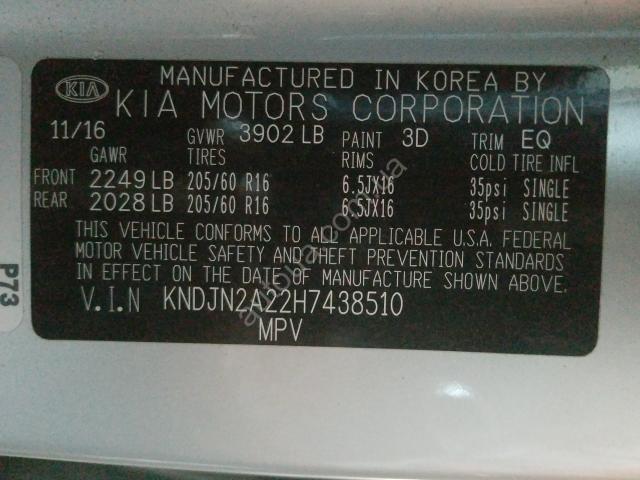 MANUFACTURED IN KOREA BY
KIA KIA MOTORS CORPORATION
11/16 GVWR 3902 LB PAINT 3D TRIM EQ
GAWR TIRES RIMS COLD TIRE INFL
FRONT 2249 LB 205/60 R16 6.5JX16 35psi SINGLE
REAR 2028 LB 205/60 R16 6.5JX16 35psi SINGLE
THIS VEHICLE CONFORMS TO ALL APPLICABLE U.S.A. FEDERAL
MOTOR VEHICLE SAFETY AND THEFT PREVENTION STANDARDS
IN EFFECT ON THE DATE OF MANUFACTURE SHOWN ABOVE.
V.I.N KNDJN2A22H7438510
MPV
P73